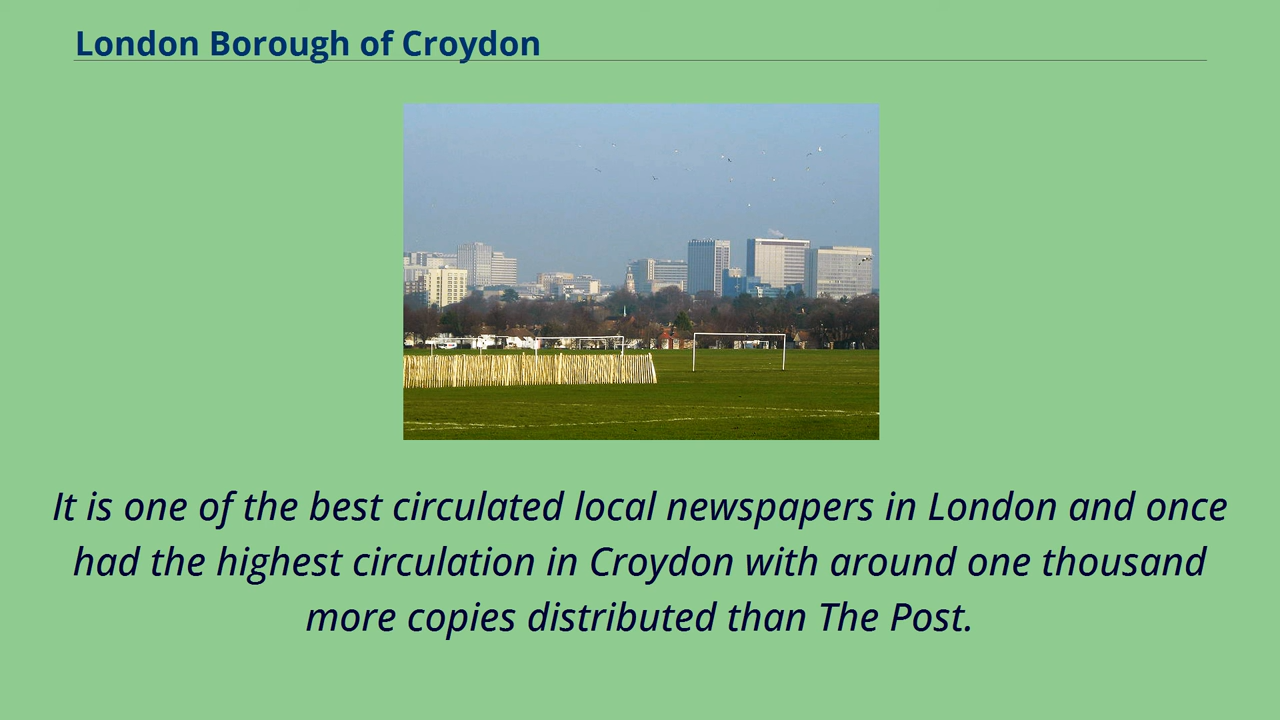 London Borough of Croydon
It is one of the best circulated local newspapers in London and once
had the highest circulation in Croydon with around one thousand
more copies distributed than The Post.